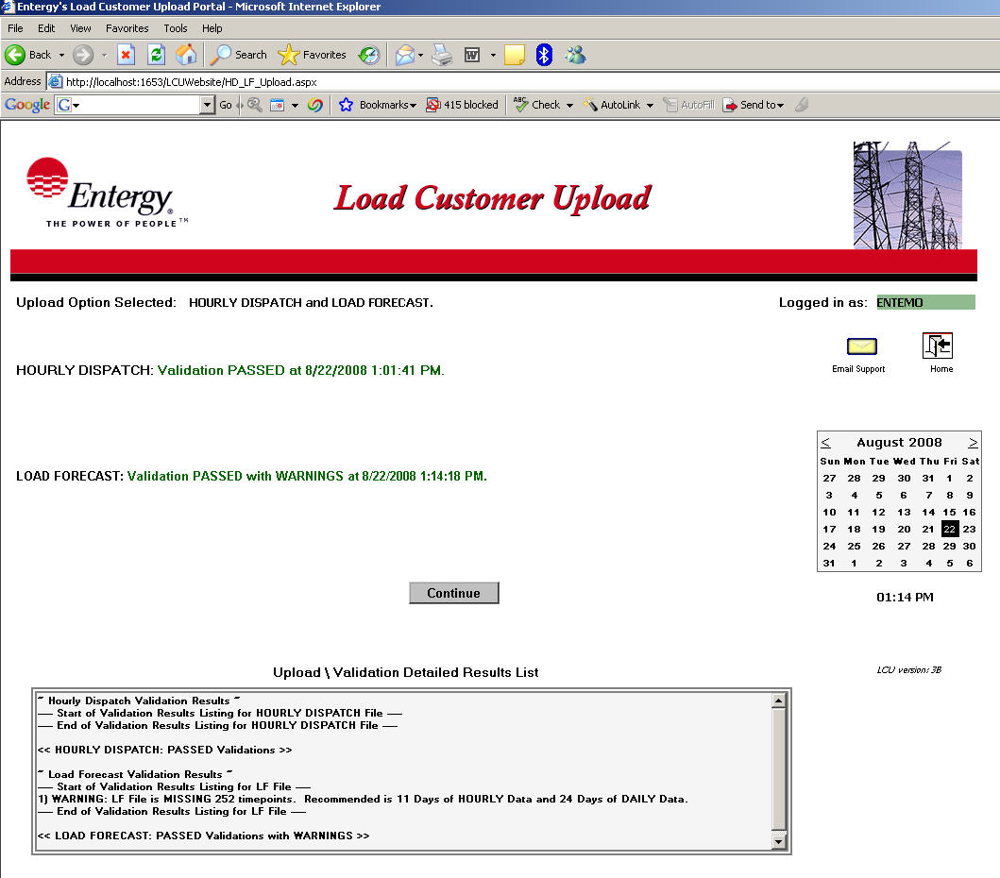 Entergy's Load Customer Upload Portal - Microsoft Internet Explorer
File Edit View Favorites Tools Help
Back Search Favorites W
Address http://localhost:1653/LCUWebsite/HD_LF_Upload.aspx
Google G Go Bookmarks 415 blocked ABC Check AutoLink AutoFill Send to
Entergy®
THE POWER OF PEOPLE™
Load Customer Upload
Upload Option Selected: HOURLY DISPATCH and LOAD FORECAST.
Logged in as: ENTEMO
HOURLY DISPATCH: Validation PASSED at 8/22/2008 1:01:41 PM.
Email Support Home
LOAD FORECAST: Validation PASSED with WARNINGS at 8/22/2008 1:14:18 PM.
< August 2008 >
Sun Mon Tue Wed Thu Fri Sat
27 28 29 30 31 1 2
3 4 5 6 7 8 9
10 11 12 13 14 15 16
17 18 19 20 21 22 23
24 25 26 27 28 29 30
31 1 2 3 4 5 6
Continue
01:14 PM
LCU version: 3B
Upload \ Validation Detailed Results List
~ Hourly Dispatch Validation Results ~
---- Start of Validation Results Listing for HOURLY DISPATCH File ----
---- End of Validation Results Listing for HOURLY DISPATCH File ----
<< HOURLY DISPATCH: PASSED Validations >>
~ Load Forecast Validation Results ~
---- Start of Validation Results Listing for LF File ----
1) WARNING: LF File is MISSING 252 timepoints. Recommended is 11 Days of HOURLY Data and 24 Days of DAILY Data.
---- End of Validation Results Listing for LF File ----
<< LOAD FORECAST: PASSED Validations with WARNINGS >>